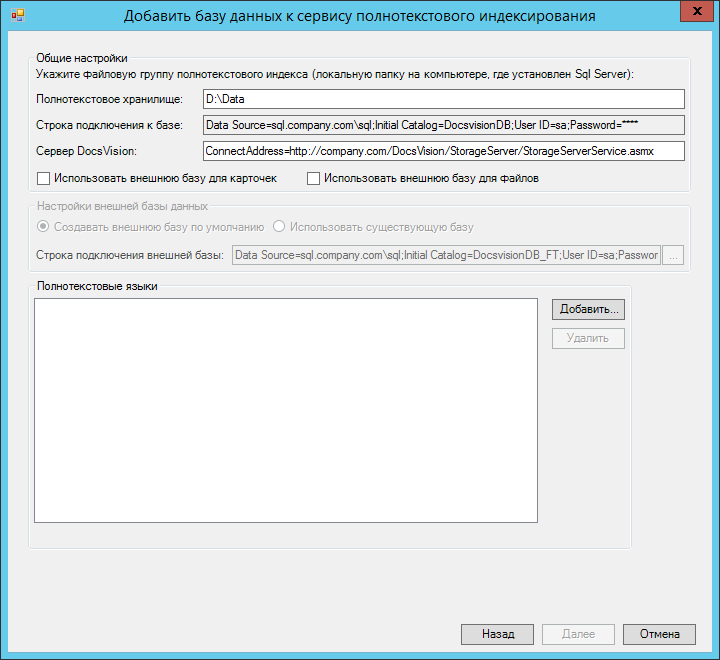 Добавить базу данных к сервису полнотекстового индексирования
x
Общие настройки
Укажите файловую группу полнотекстового индекса (локальную папку на компьютере, где установлен Sql Server):
Полнотекстовое хранилище: D:\Data
Строка подключения к базе: Data Source=sql.company.com\sql;Initial Catalog=DocsvisionDB;User ID=sa;Password=****
Сервер DocsVision: ConnectAddress=http://company.com/DocsVision/StorageServer/StorageServerService.asmx
Использовать внешнюю базу для карточек Использовать внешнюю базу для файлов
Настройки внешней базы данных
Создавать внешнюю базу по умолчанию Использовать существующую базу
Строка подключения внешней базы: Data Source=sql.company.com\sql;Initial Catalog=DocsvisionDB_FT;User ID=sa;Passwor ...
Полнотекстовые языки
Добавить...
Удалить
Назад Далее Отмена